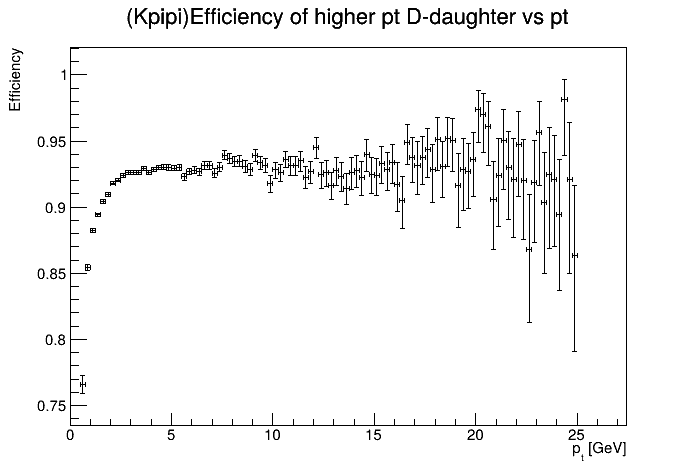 (Kpipi)Efficiency of higher pt D-daughter vs pt
Efficiency
1
0.95
0.9
0.85
0.8
0.75
0 5 10 15 20 25
p_t [GeV]